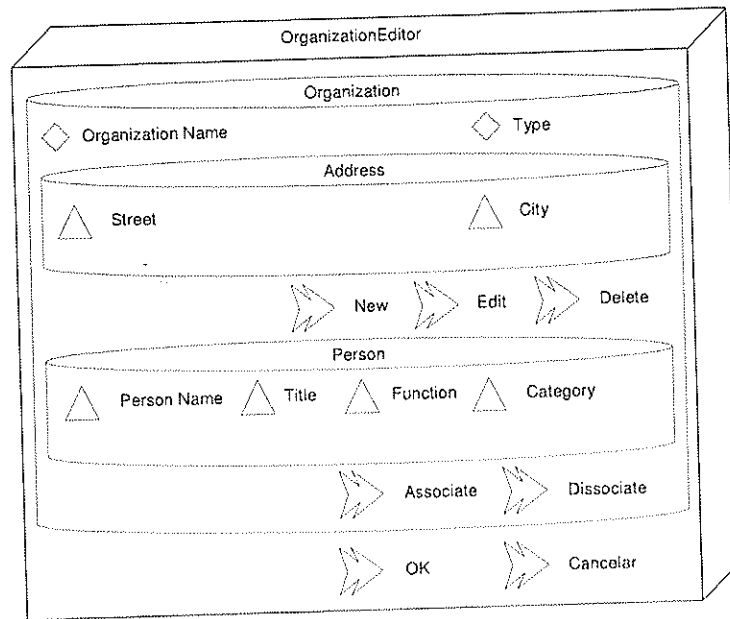 OrganizationEditor
Organization
Organization Name Type
Address
Street City
New Edit Delete
Person
Person Name Title Function Category
Associate Dissociate
OK Cancelar